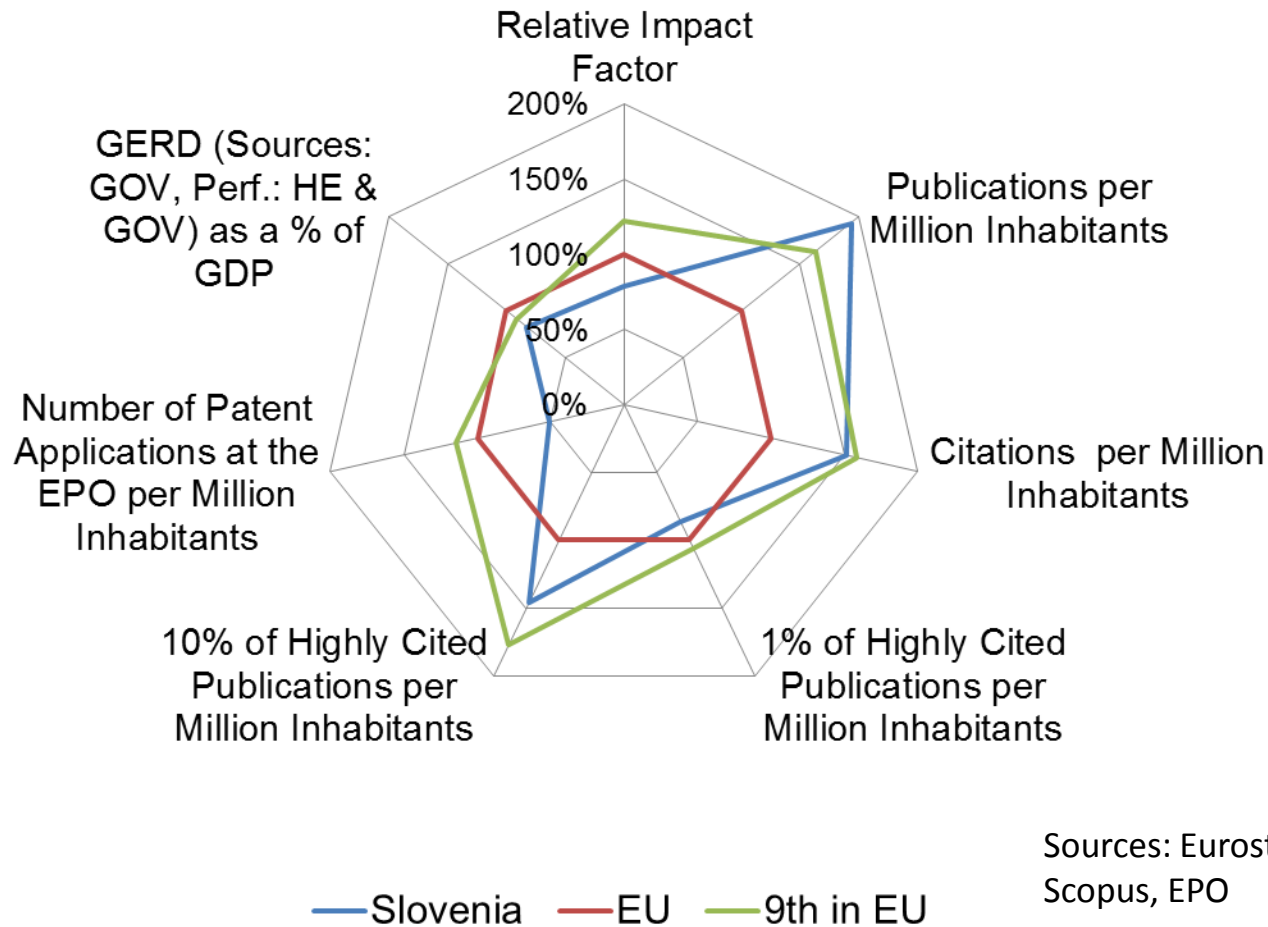 Relative Impact
Factor
200%
150%
100%
50%
0%
Publications per
Million Inhabitants
Citations per Million
Inhabitants
1% of Highly Cited
Publications per
Million Inhabitants
10% of Highly Cited
Publications per
Million Inhabitants
Number of Patent
Applications at the
EPO per Million
Inhabitants
GERD (Sources:
GOV, Perf.: HE &
GOV) as a % of
GDP
Sources:
Scopus, EPO
Slovenia
EU
9th in EU